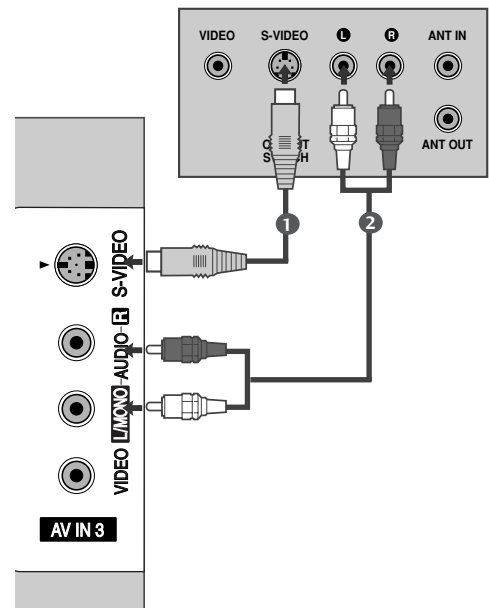 VIDEO S-VIDEO L R ANT IN
ANT OUT
1 2
S-VIDEO
R
AUDIO
L/MONO
VIDEO
AV IN 3